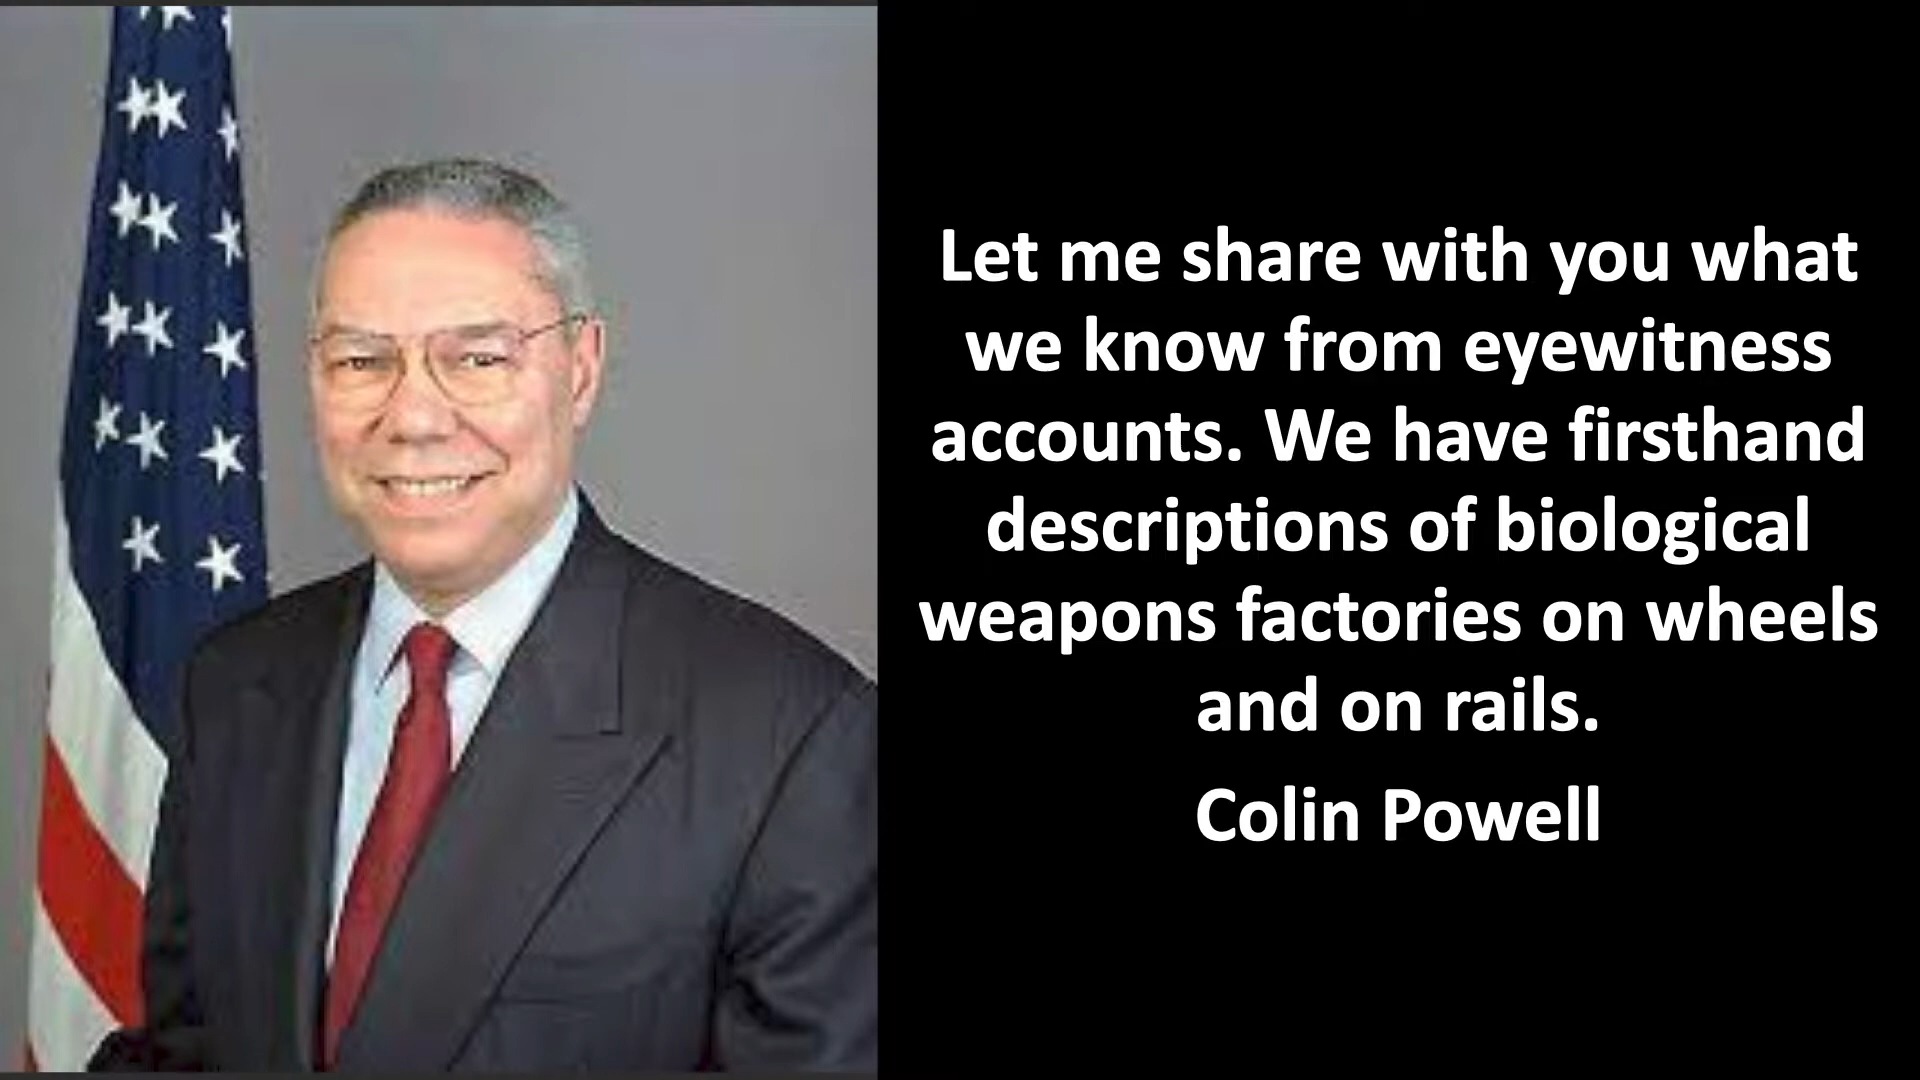 Let me share with you what
we know from eyewitness
accounts. We have firsthand
descriptions of biological
weapons factories on wheels
and on rails.
Colin Powell